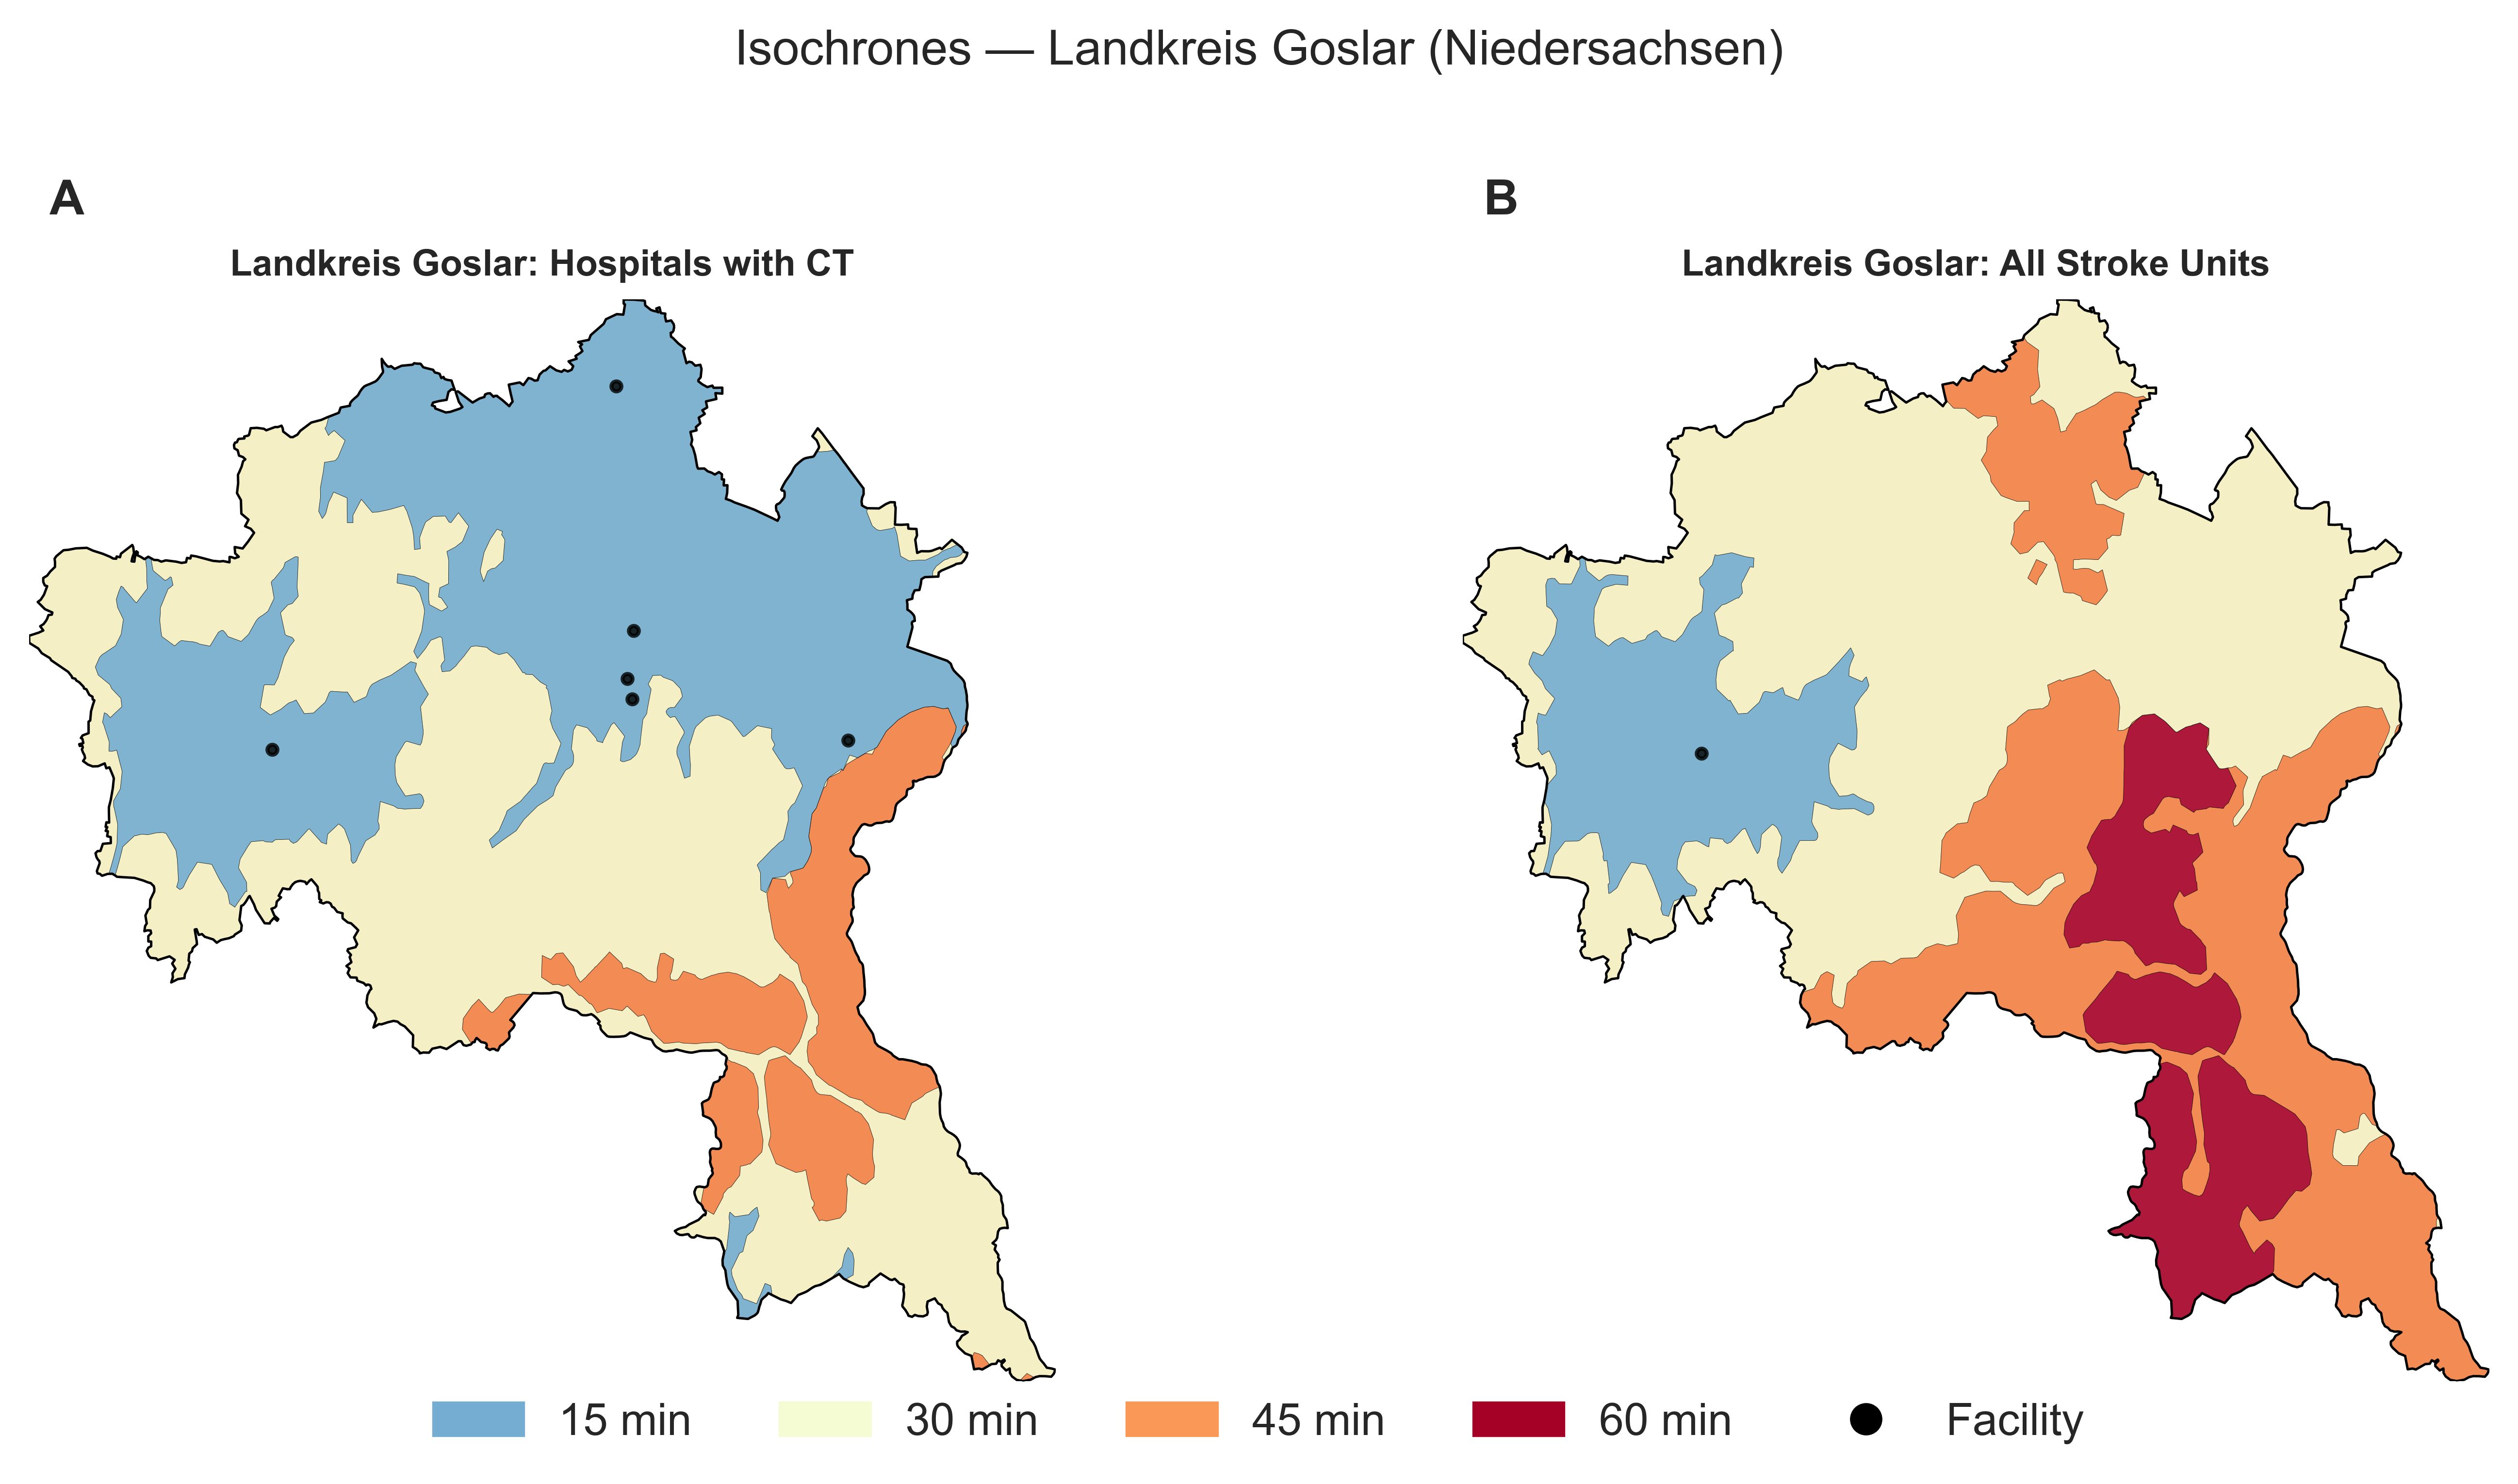 Isochrones — Landkreis Goslar (Niedersachsen)
A
Landkreis Goslar: Hospitals with CT
B
Landkreis Goslar: All Stroke Units
15 min
30 min
45 min
60 min
Facility